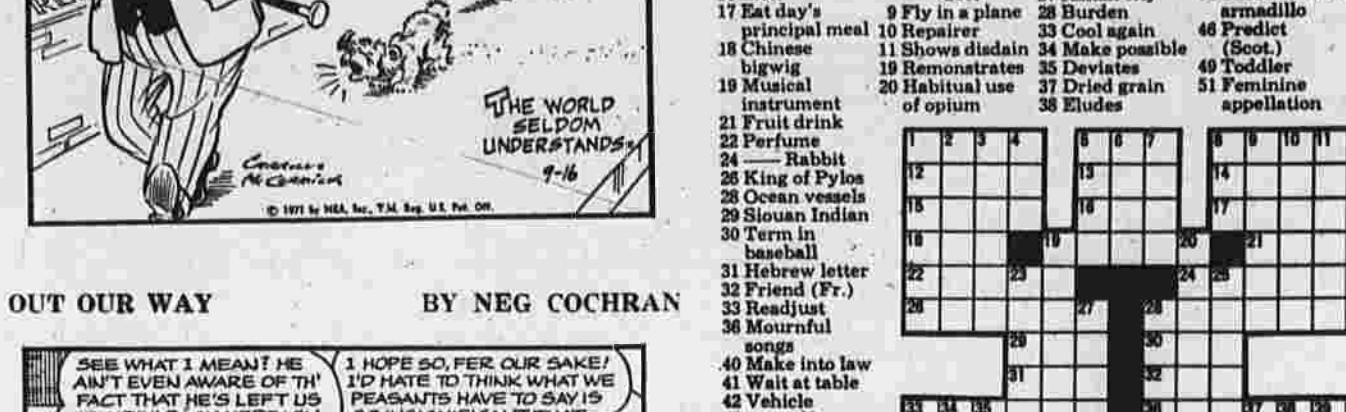 THE WORLD
SELDOM
UNDERSTANDS
9-16
© 1971 by NEA, Inc., T.M. Reg. U.S. Pat. Off.
OUT OUR WAY
BY NEG COCHRAN
SEE WHAT I MEAN? HE
AIN'T EVEN AWARE OF TH'
FACT THAT HE'S LEFT US
I HOPE SO, FER OUR SAKE!
I'D HATE TO THINK WHAT WE
PEASANTS HAVE TO SAY IS
17 Eat day's
principal meal
18 Chinese
bigwig
19 Musical
instrument
21 Fruit drink
22 Perfume
24 —— Rabbit
26 King of Pylos
28 Ocean vessels
29 Siouan Indian
30 Term in
baseball
31 Hebrew letter
32 Friend (Fr.)
33 Readjust
36 Mournful
songs
40 Make into law
41 Wait at table
42 Vehicle
9 Fly in a plane
10 Repairer
11 Shows disdain
19 Remonstrates
20 Habitual use
of opium
28 Burden
33 Cool again
34 Make possible
35 Deviates
37 Dried grain
38 Eludes
armadillo
46 Predict
(Scot.)
49 Toddler
51 Feminine
appellation
1 2 3 4 5 6 7 8 9 10 11
12 13 14
15 16 17
18 19 20 21
22 23 24 25
26 27 28
29 30
31 32
33 34 35 36 37 38 39